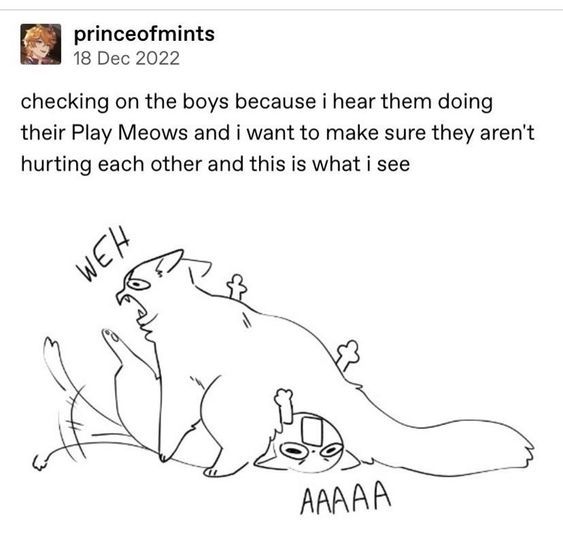 princeofmints
18 Dec 2022
checking on the boys because i hear them doing
their Play Meows and i want to make sure they aren't
hurting each other and this is what i see
WEH
AAAAA